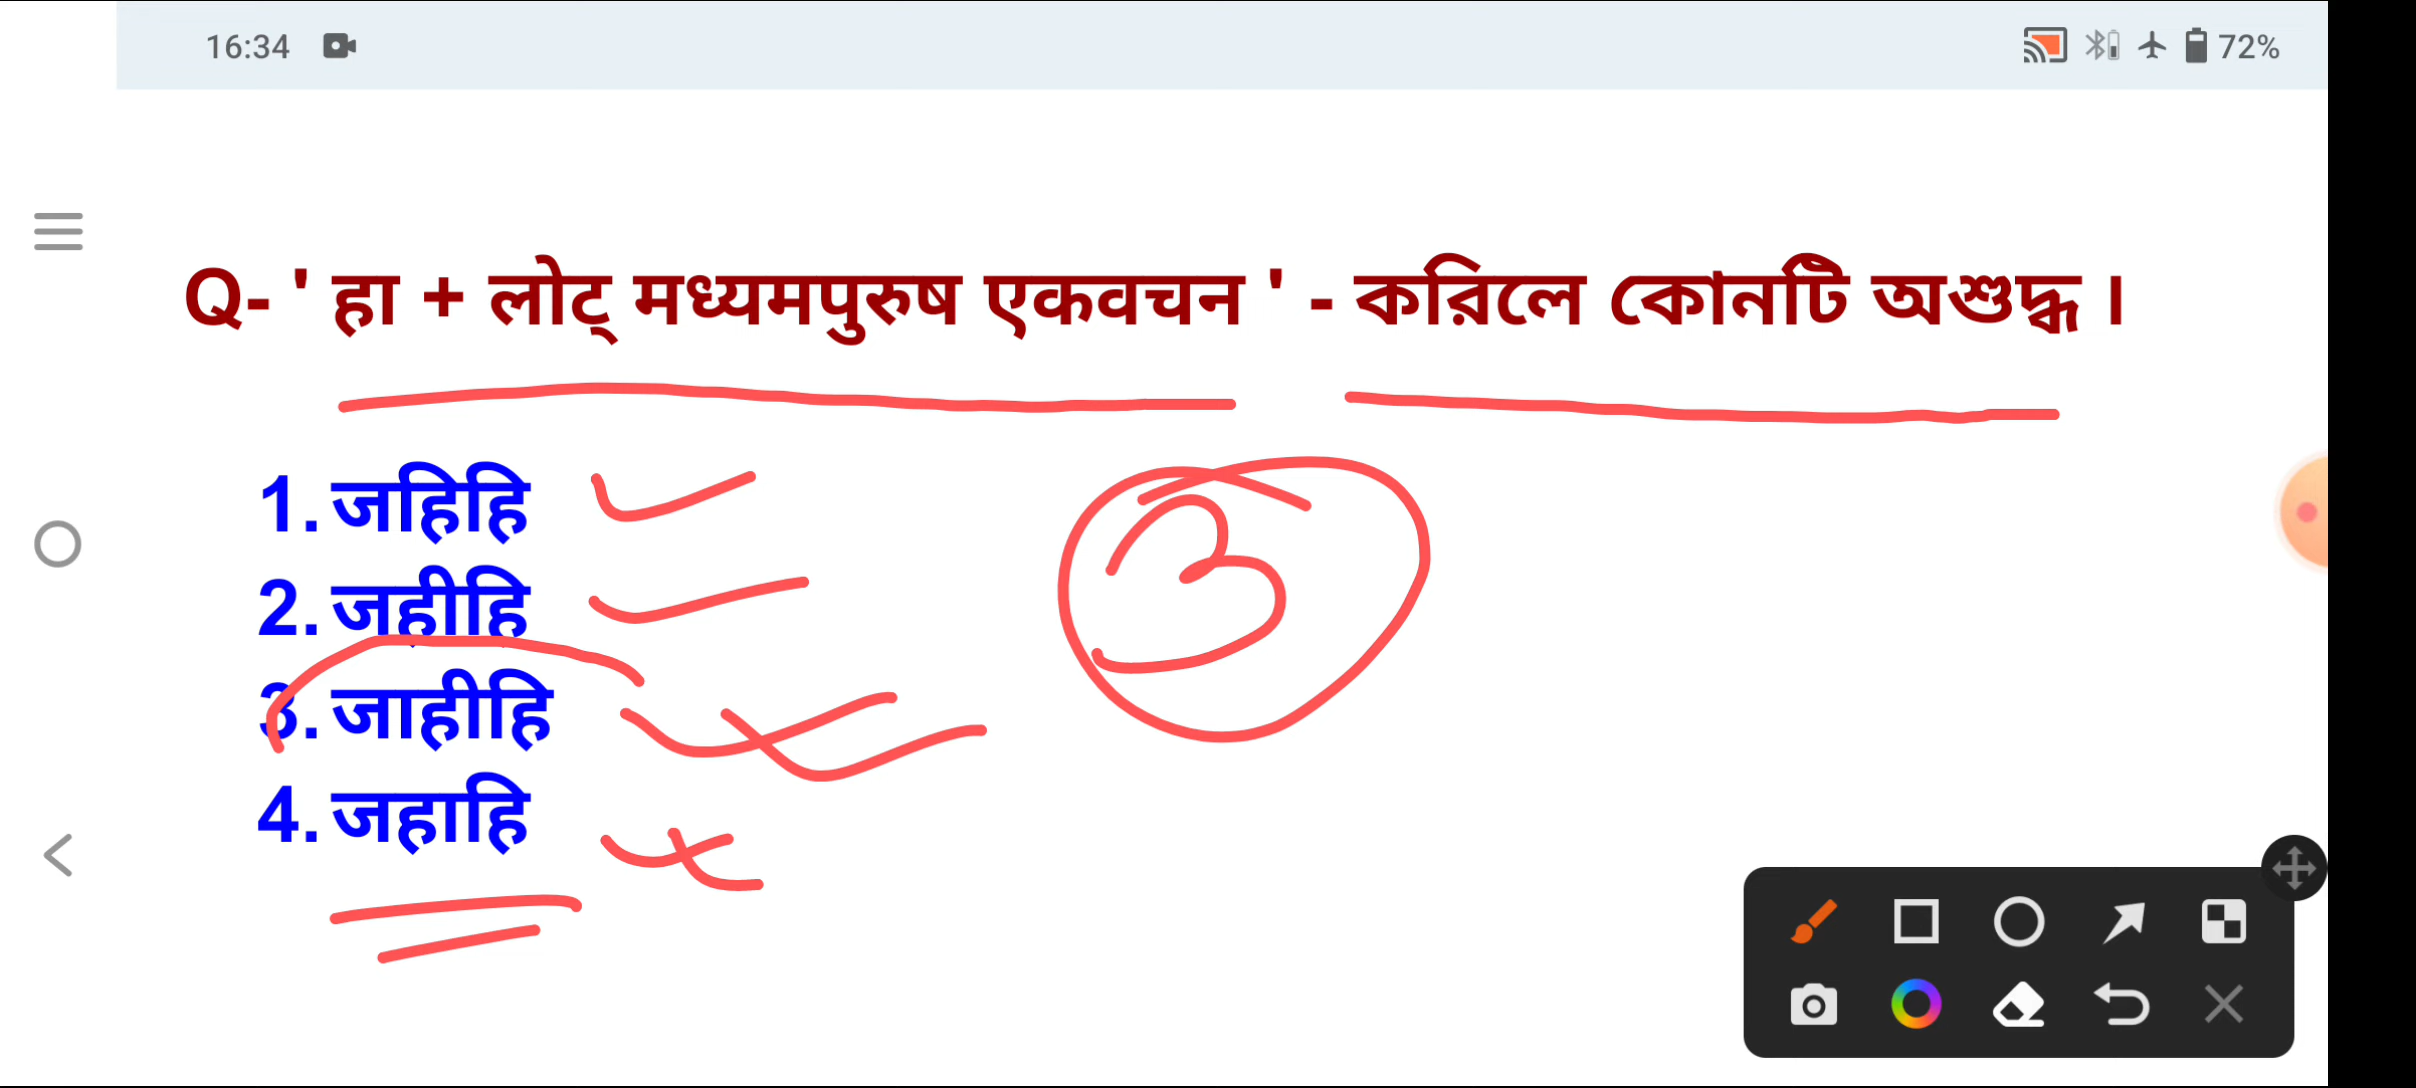 16:34 72%
Q- ' हा + लोट् मध्यमपुरुष एकवचन ' - করিলে কোনটি অশুদ্ধ ।
1. जहिहि
2. जहीहि
3. जाहीहि
4. जहाहि
3